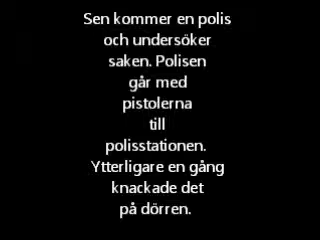 Sen kommer en polis
och undersöker
saken. Polisen
går med
pistolerna
till
polisstationen.
Ytterligare en gång
knackade det
på dörren.